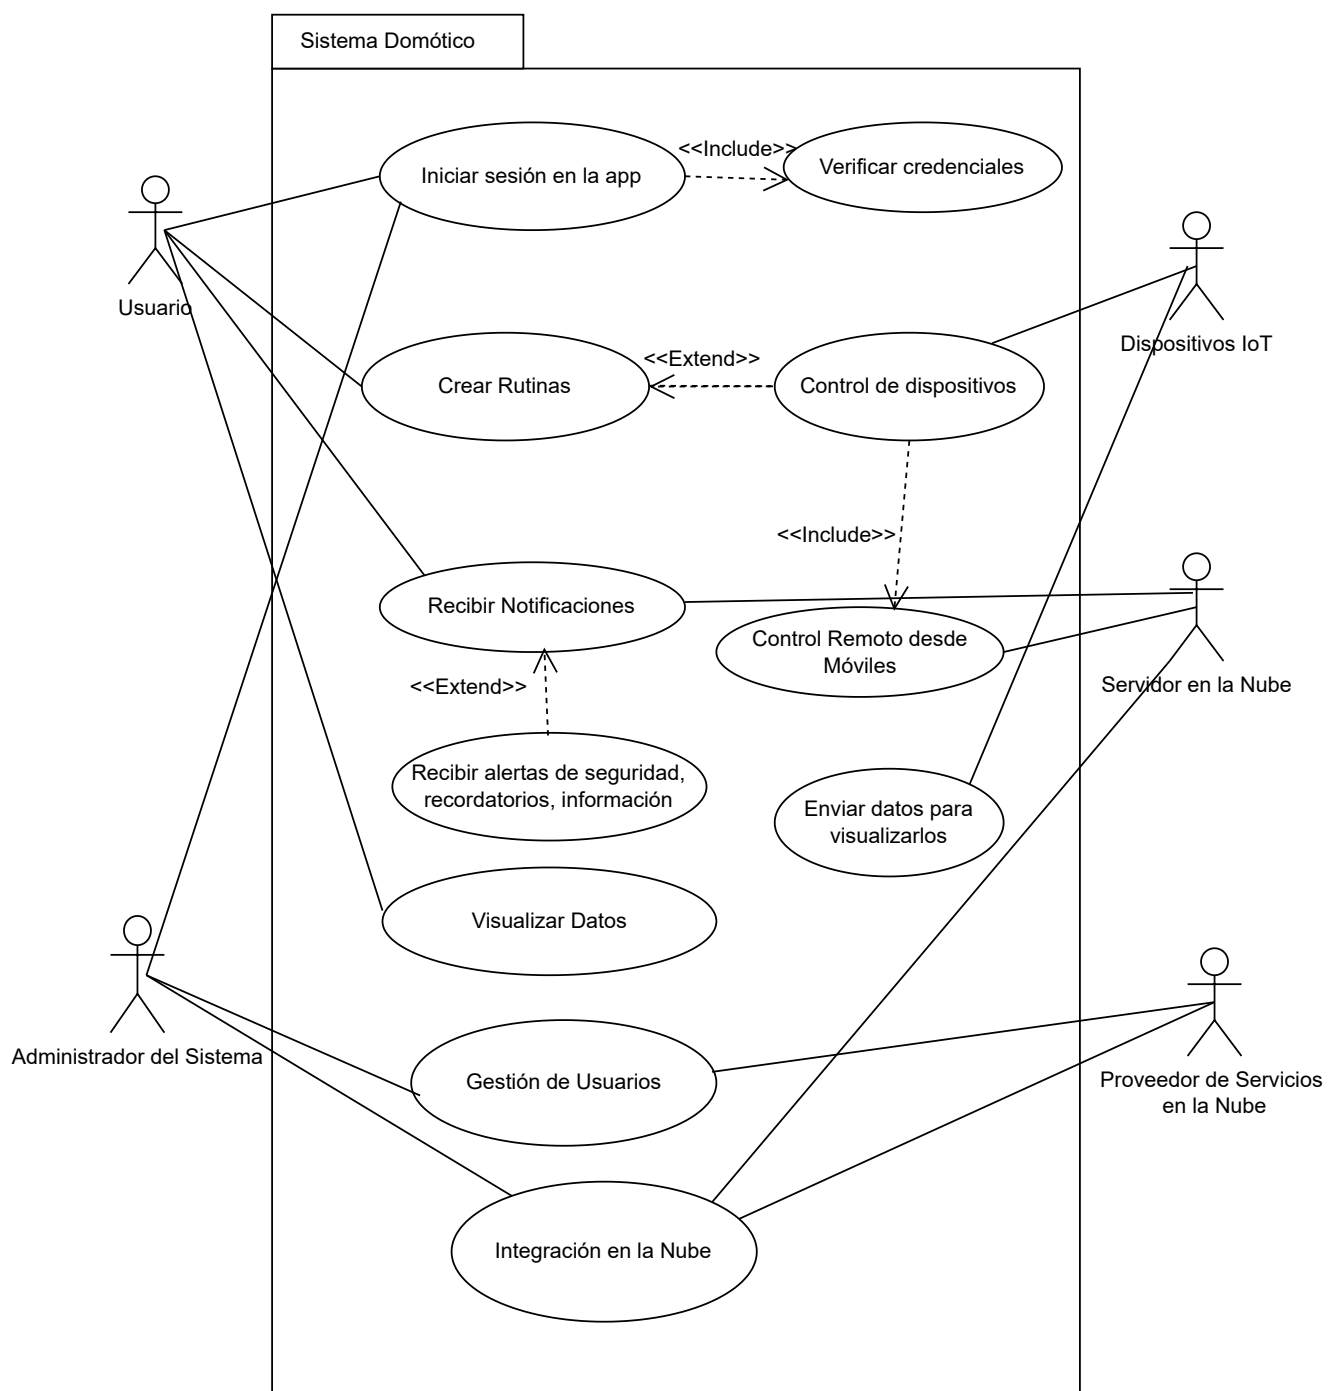 Sistema Domótico
Iniciar sesión en la app
<<Include>>
Verificar credenciales
Usuario
Dispositivos IoT
Crear Rutinas
<<Extend>>
Control de dispositivos
<<Include>>
Recibir Notificaciones
Control Remoto desde
Móviles
Servidor en la Nube
<<Extend>>
Recibir alertas de seguridad,
recordatorios, información
Enviar datos para
visualizarlos
Visualizar Datos
Administrador del Sistema
Gestión de Usuarios
Proveedor de Servicios
en la Nube
Integración en la Nube